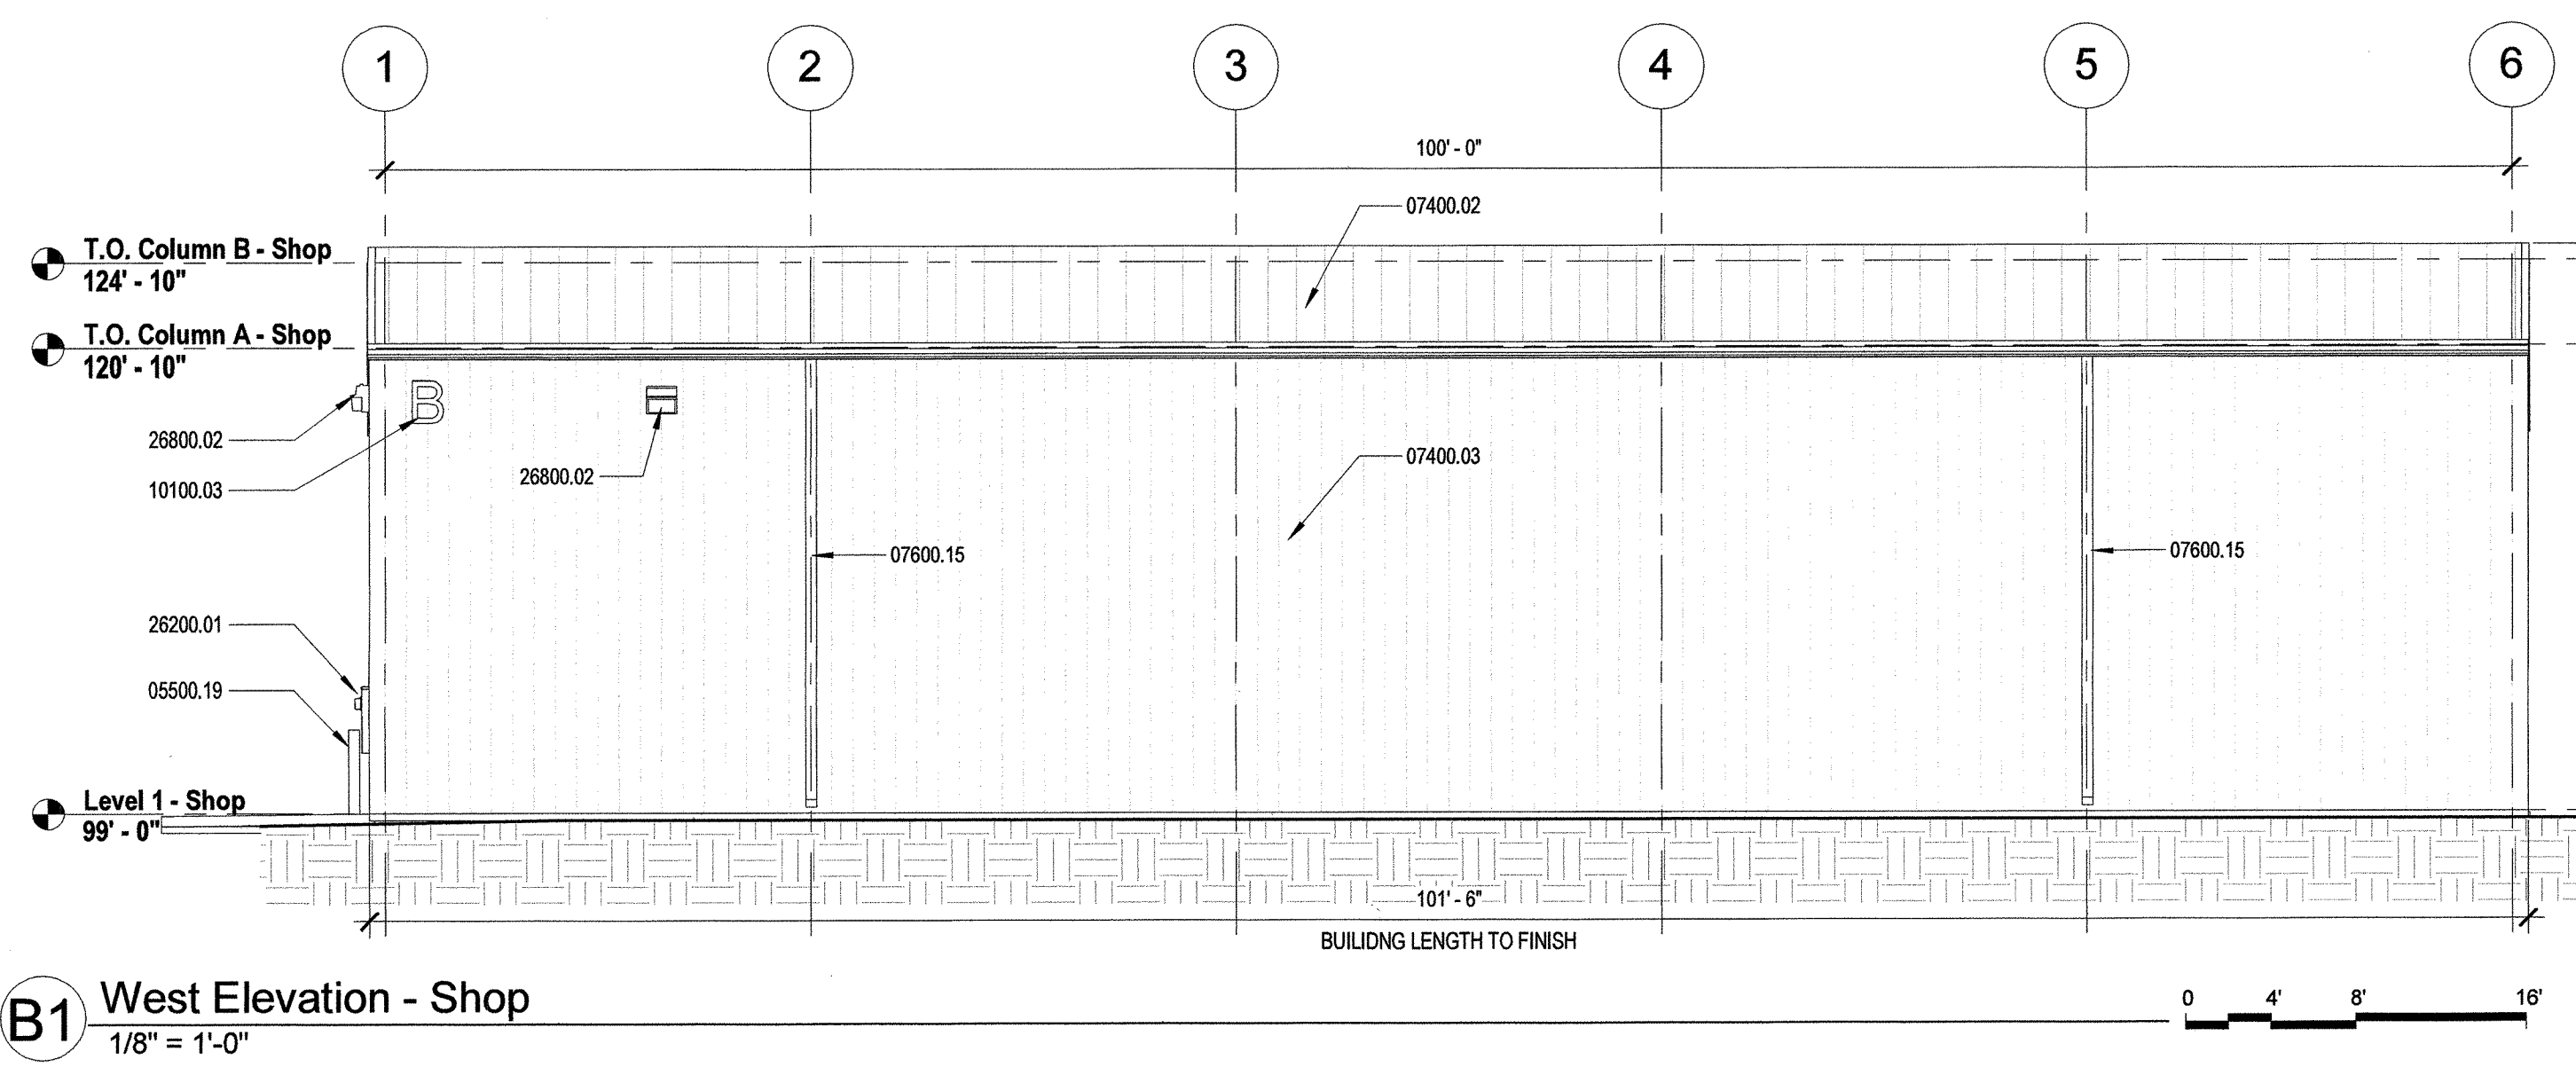 1 2 3 4 5 6
100' - 0"
07400.02
T.O. Column B - Shop
124' - 10"
T.O. Column A - Shop
120' - 10"
B
26800.02
10100.03
26800.02
07400.03
07600.15
07600.15
26200.01
05500.19
Level 1 - Shop
99' - 0"
101' - 6"
BUILIDNG LENGTH TO FINISH
B1 West Elevation - Shop
1/8" = 1'-0"
0 4' 8' 16'